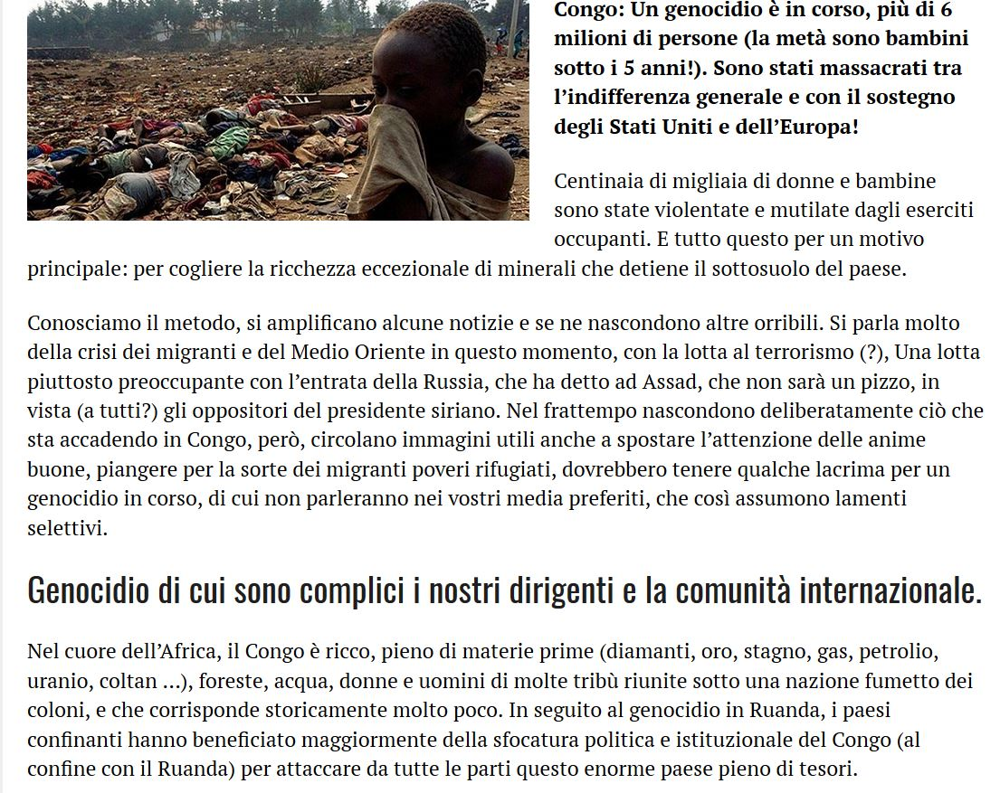 Congo: Un genocidio è in corso, più di 6
milioni di persone (la metà sono bambini
sotto i 5 anni!). Sono stati massacrati tra
l’indifferenza generale e con il sostegno
degli Stati Uniti e dell’Europa!
Centinaia di migliaia di donne e bambine
sono state violentate e mutilate dagli eserciti
occupanti. E tutto questo per un motivo
principale: per cogliere la ricchezza eccezionale di minerali che detiene il sottosuolo del paese.
Conosciamo il metodo, si amplificano alcune notizie e se ne nascondono altre orribili. Si parla molto
della crisi dei migranti e del Medio Oriente in questo momento, con la lotta al terrorismo (?), Una lotta
piuttosto preoccupante con l’entrata della Russia, che ha detto ad Assad, che non sarà un pizzo, in
vista (a tutti?) gli oppositori del presidente siriano. Nel frattempo nascondono deliberatamente ciò che
sta accadendo in Congo, però, circolano immagini utili anche a spostare l’attenzione delle anime
buone, piangere per la sorte dei migranti poveri rifugiati, dovrebbero tenere qualche lacrima per un
genocidio in corso, di cui non parleranno nei vostri media preferiti, che così assumono lamenti
selettivi.
Genocidio di cui sono complici i nostri dirigenti e la comunità internazionale.
Nel cuore dell’Africa, il Congo è ricco, pieno di materie prime (diamanti, oro, stagno, gas, petrolio,
uranio, coltan ...), foreste, acqua, donne e uomini di molte tribù riunite sotto una nazione fumetto dei
coloni, e che corrisponde storicamente molto poco. In seguito al genocidio in Ruanda, i paesi
confinanti hanno beneficiato maggiormente della sfocatura politica e istituzionale del Congo (al
confine con il Ruanda) per attaccare da tutte le parti questo enorme paese pieno di tesori.